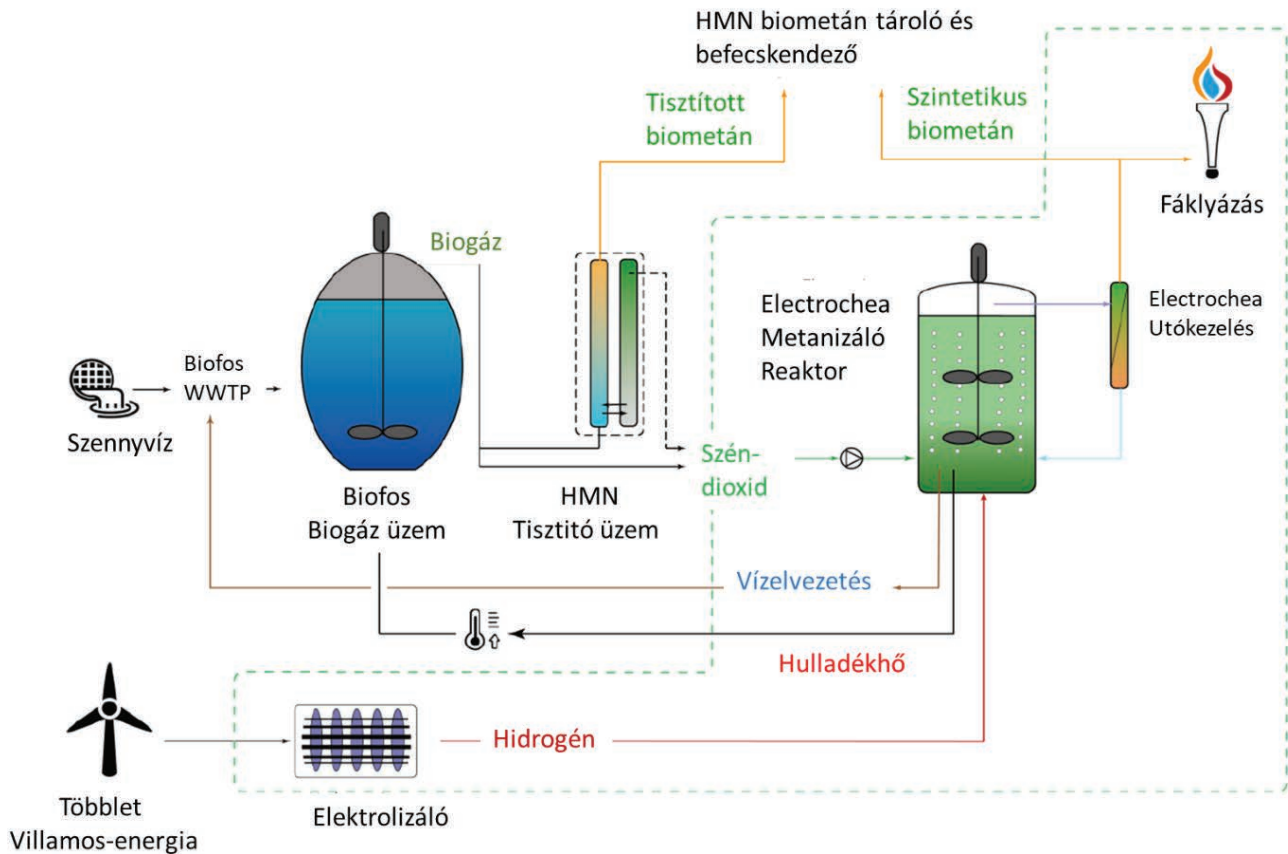 HMN biometán tároló és
befecskendező
Tisztított
biometán
Szintetikus
biometán
Fáklyázás
Biogáz
Electrochea
Metanizáló
Reaktor
Electrochea
Utókezelés
Biofos
WWTP
Szennyvíz
Szén-
dioxid
Biofos
Biogáz üzem
HMN
Tisztitó üzem
Vízelvezetés
Hulladékhő
Hidrogén
Többlet
Villamos-energia
Elektrolizáló